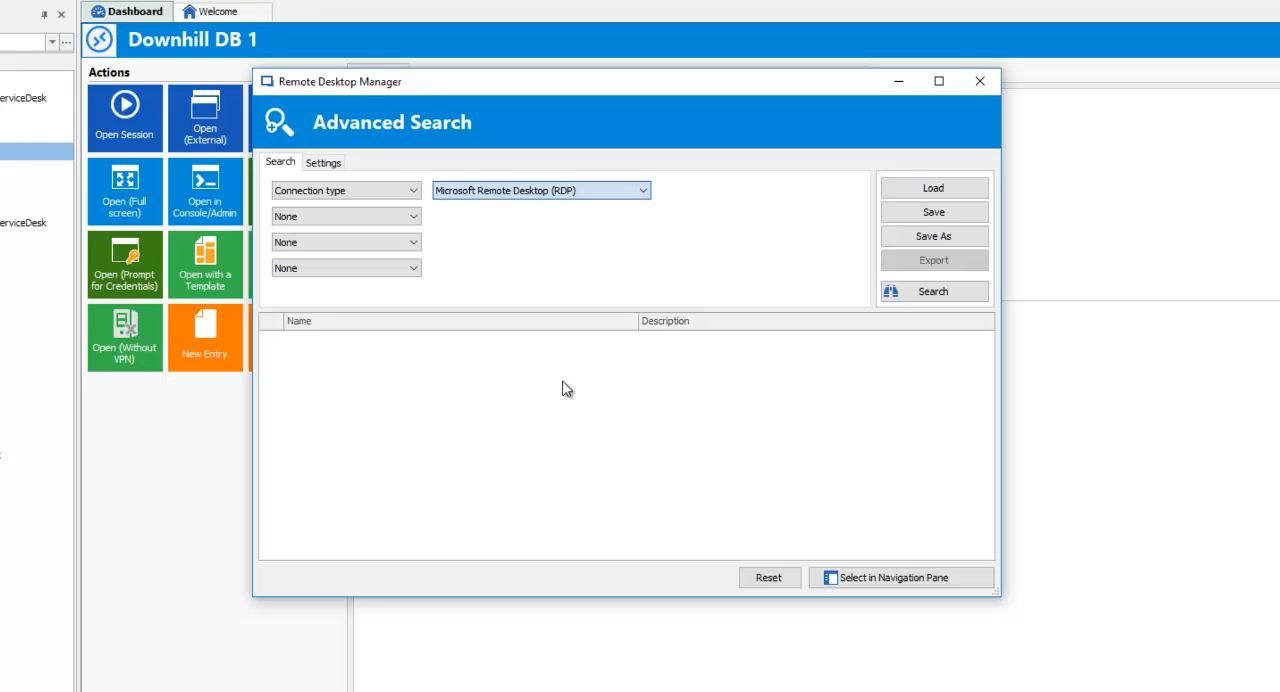 Dashboard
Welcome
Downhill DB 1
Actions
erviceDesk
erviceDesk
Open Session
Open
(External)
Open (Full
screen)
Open in
Console/Admin
Open (Prompt
for Credentials)
Open with a
Template
Open (Without
VPN)
New Entry
Remote Desktop Manager
Advanced Search
Search
Settings
Connection type
Microsoft Remote Desktop (RDP)
None
None
None
Load
Save
Save As
Export
Search
Name
Description
Reset
Select in Navigation Pane